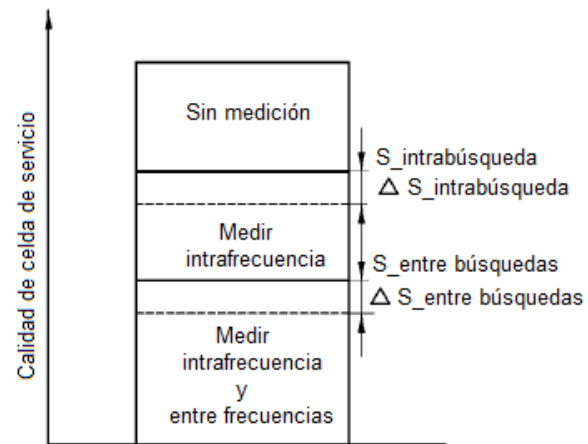 Calidad de celda de servicio
Sin medición
S_intrabúsqueda
△ S_intrabúsqueda
Medir
intrafrecuencia
S_entre búsquedas
△ S_entre búsquedas
Medir
intrafrecuencia
y
entre frecuencias